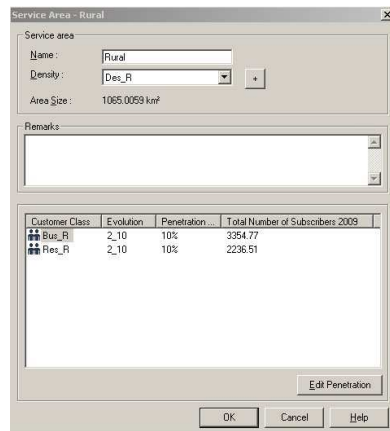 Service Area - Rural
Service area
Name : Rural
Density : Des_R +
Area Size : 1065.0059 km²
Remarks
Customer Class Evolution Penetration ... Total Number of Subscribers 2009
Bus_R 2_10 10% 3354.77
Res_R 2_10 10% 2236.51
Edit Penetration
OK Cancel Help